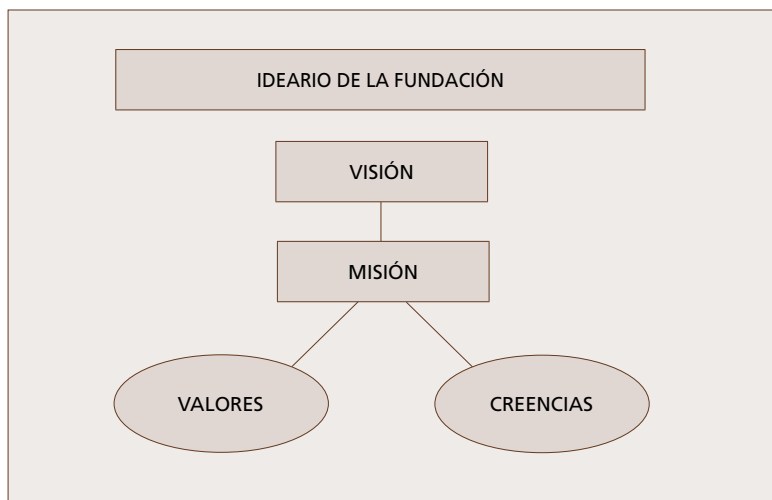 IDEARIO DE LA FUNDACIÓN
VISIÓN
MISIÓN
VALORES
CREENCIAS